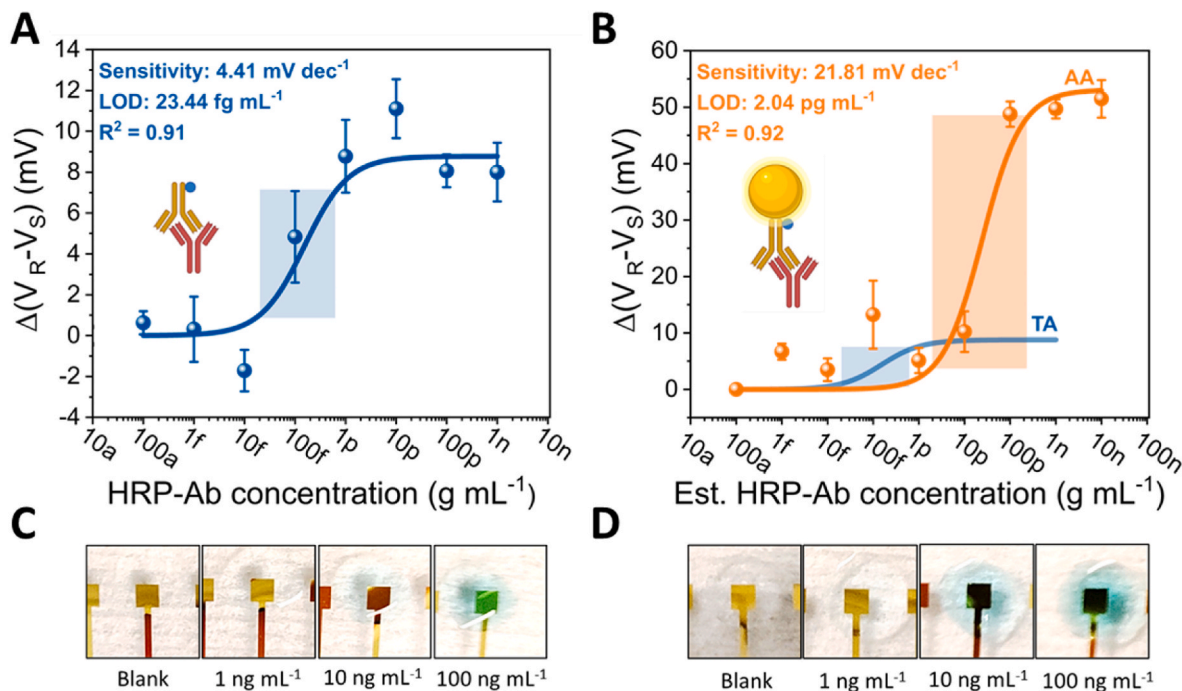 A
14
12
10
8
6
4
2
0
-2
-4
Δ(V R-VS) (mV)
Sensitivity: 4.41 mV dec-1
LOD: 23.44 fg mL-1
R2 = 0.91
10a 100a 1f 10f 100f 1p 10p 100p 1n 10n
HRP-Ab concentration (g mL-1)
B
60
50
40
30
20
10
0
Δ(V R-VS) (mV)
Sensitivity: 21.81 mV dec-1
LOD: 2.04 pg mL-1
R2 = 0.92
AA
TA
10a 100a 1f 10f 100f 1p 10p 100p 1n 10n 100n
Est. HRP-Ab concentration (g mL-1)
C
Blank 1 ng mL-1 10 ng mL-1 100 ng mL-1
D
Blank 1 ng mL-1 10 ng mL-1 100 ng mL-1